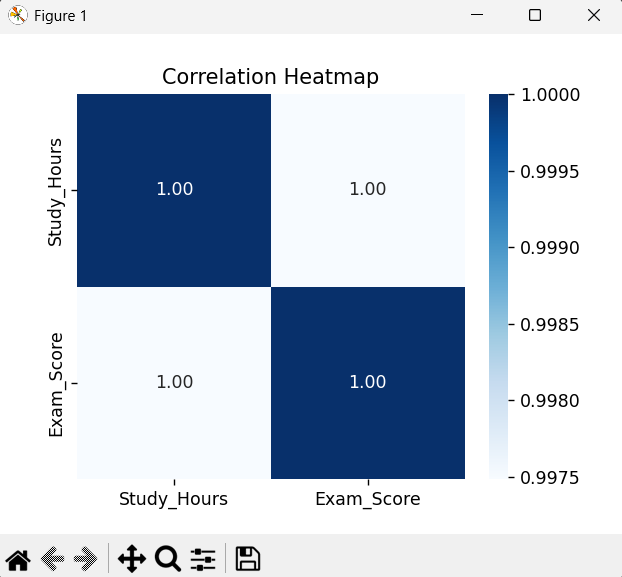 Figure 1
Correlation Heatmap
Study_Hours
Exam_Score
1.00
1.00
1.00
1.00
Study_Hours
Exam_Score
1.0000
0.9995
0.9990
0.9985
0.9980
0.9975